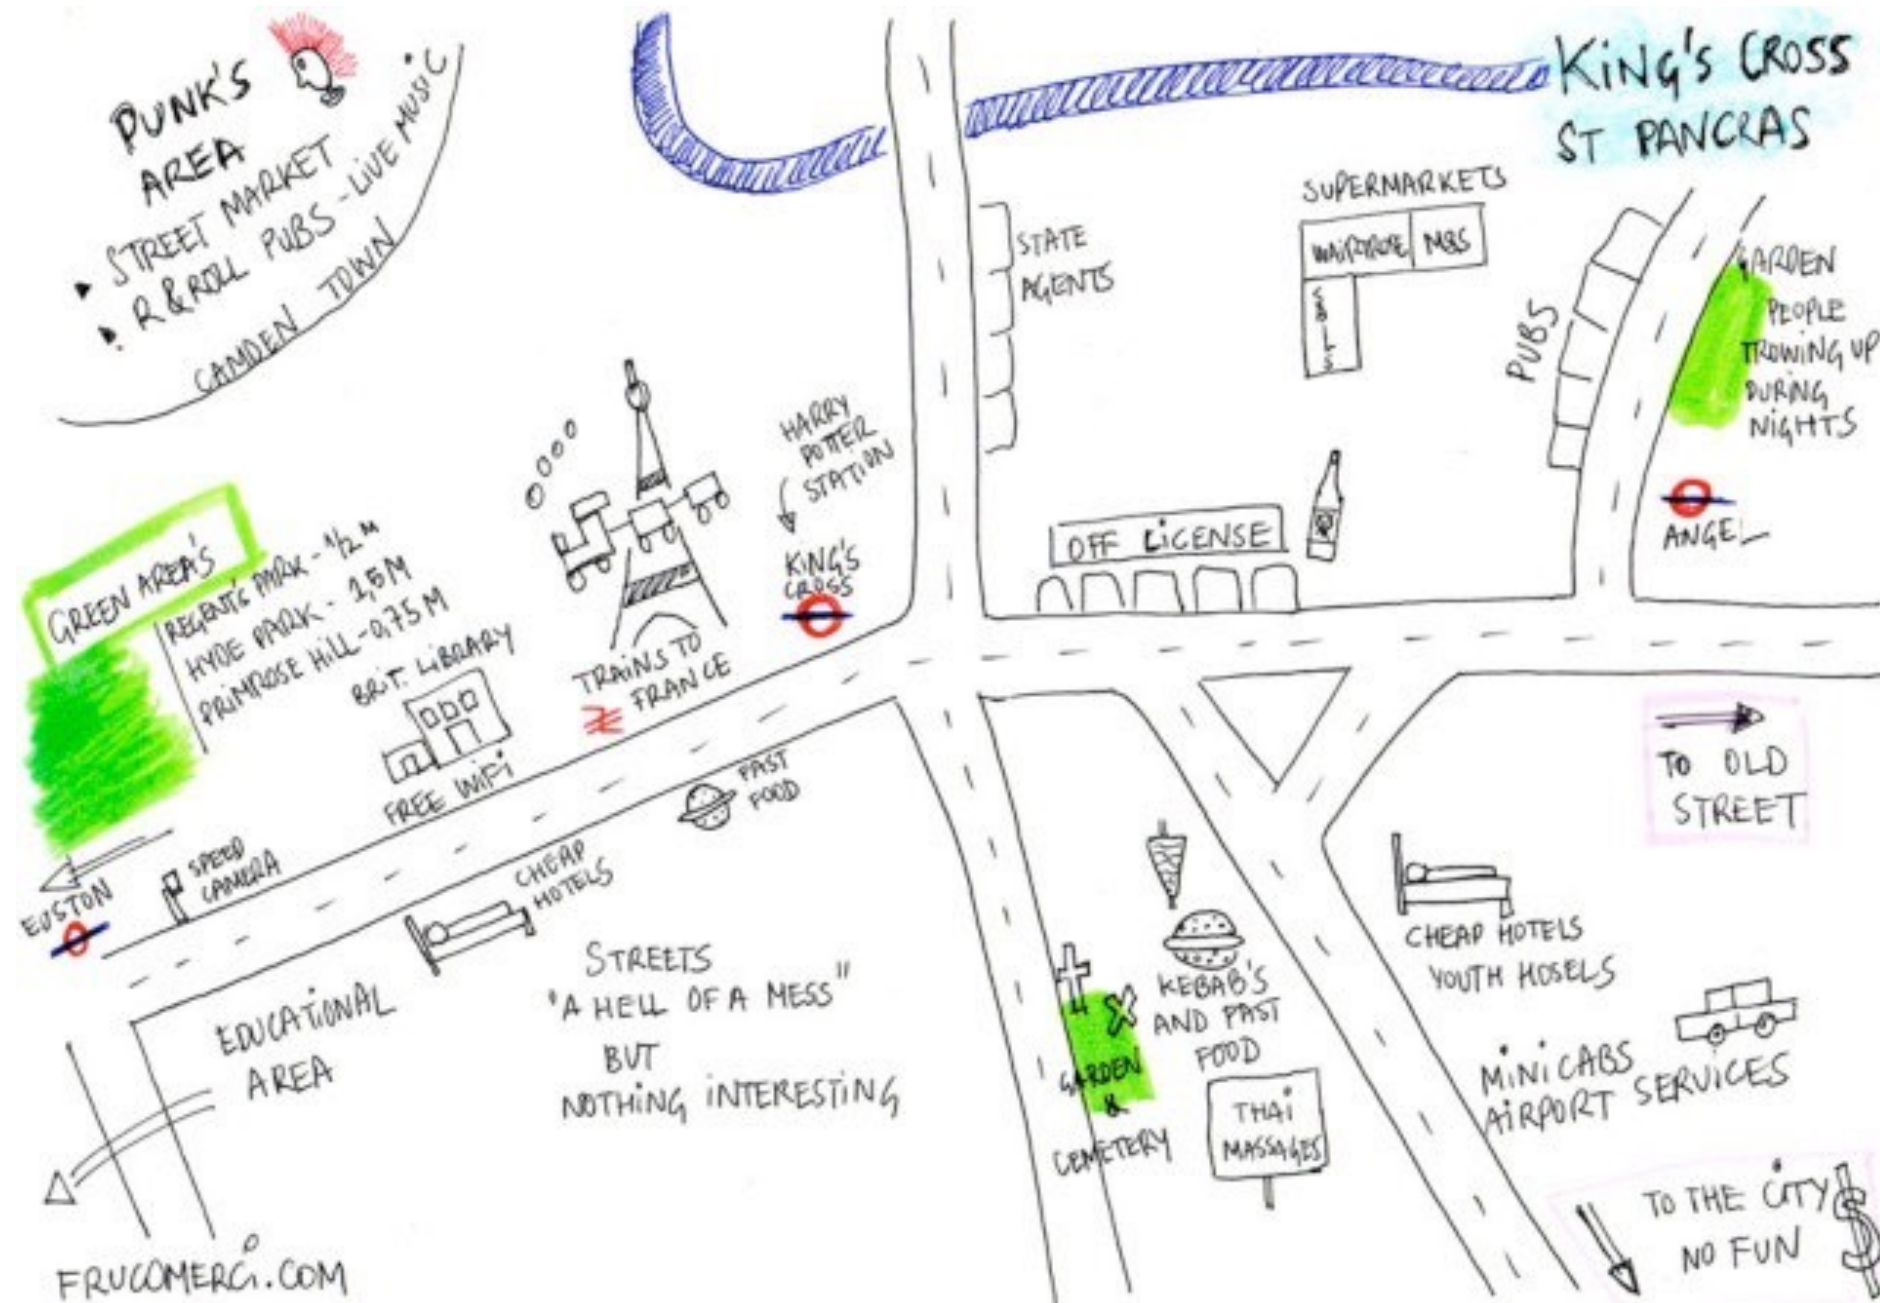 KING'S CROSS
ST PANCRAS
PUNK'S
AREA
STREET MARKET
R & ROLL PUBS - LIVE MUSIC
CAMDEN TOWN
STATE
AGENTS
SUPERMARKETS
WAITROSE
M&S
PUBS
GARDEN
PEOPLE
TROWING UP
DURING
NIGHTS
ANGEL
HARRY
POTTER
STATION
KING'S
CROSS
OFF LICENSE
GREEN AREA'S
REGENT'S PARK - 1/2 M
HYDE PARK - 1,5 M
PRIMROSE HILL - 0,75 M
BRIT. LIBRARY
FREE WIFI
TRAINS TO
FRANCE
FAST
FOOD
TO OLD
STREET
SPEED
CAMERA
EUSTON
CHEAP
HOTELS
EDUCATIONAL
AREA
STREETS
"A HELL OF A MESS"
BUT
NOTHING INTERESTING
KEBAB'S
AND FAST
FOOD
GARDEN
&
CEMETERY
THAI
MASSAGES
CHEAP HOTELS
YOUTH HOSELS
MINICABS
AIRPORT SERVICES
TO THE CITY
NO FUN
$
FRUCOMERCI.COM